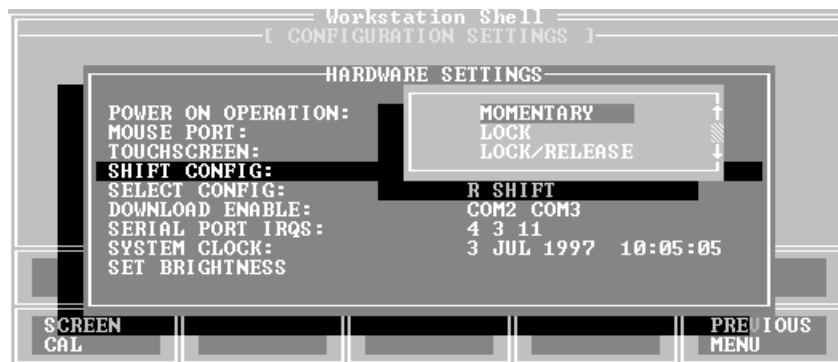 Workstation Shell
[ CONFIGURATION SETTINGS ]
HARDWARE SETTINGS
POWER ON OPERATION: MOMENTARY
MOUSE PORT: LOCK
TOUCHSCREEN: LOCK/RELEASE
SHIFT CONFIG:
SELECT CONFIG: R SHIFT
DOWNLOAD ENABLE: COM2 COM3
SERIAL PORT IRQS: 4 3 11
SYSTEM CLOCK: 3 JUL 1997 10:05:05
SET BRIGHTNESS
SCREEN PREVIOUS
CAL MENU